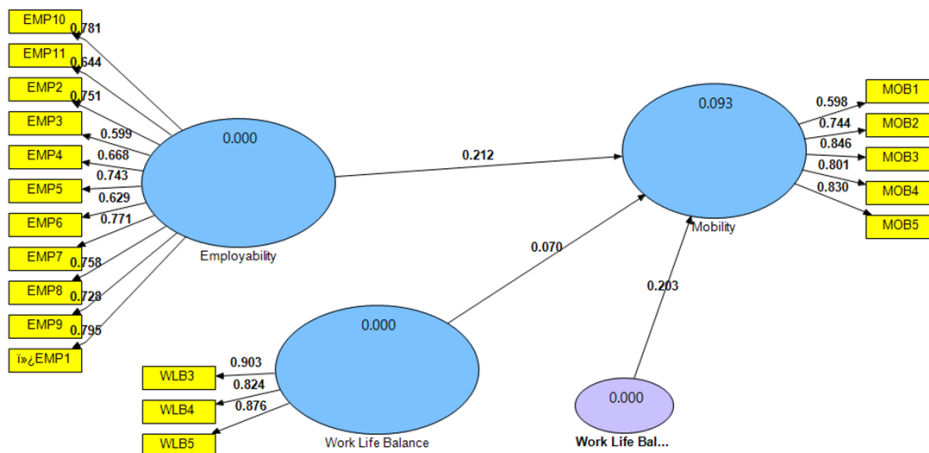 EMP10
0.781
EMP11
0.644
EMP2
0.751
EMP3
0.599
EMP4
0.668
EMP5
0.743
EMP6
0.629
EMP7
0.771
EMP8
0.758
EMP9
0.728
ï»¿EMP1
0.795
0.000
Employability
0.212
0.093
Mobility
0.598
MOB1
0.744
MOB2
0.846
MOB3
0.801
MOB4
0.830
MOB5
0.070
0.203
0.000
Work Life Balance
WLB3
0.903
WLB4
0.824
WLB5
0.876
0.000
Work Life Bal...